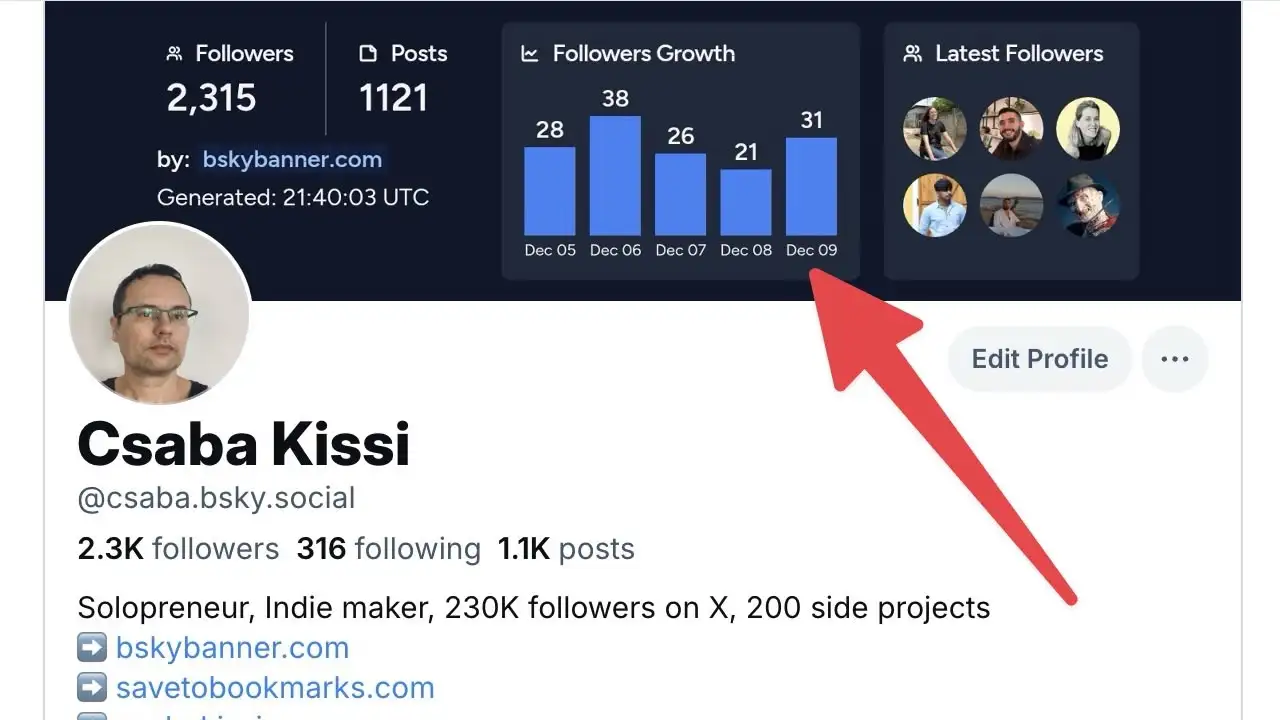 Followers
2,315
Posts
1121
by: bskybanner.com
Generated: 21:40:03 UTC
Followers Growth
28
38
26
21
31
Dec 05
Dec 06
Dec 07
Dec 08
Dec 09
Latest Followers
Edit Profile
Csaba Kissi
@csaba.bsky.social
2.3K followers 316 following 1.1K posts
Solopreneur, Indie maker, 230K followers on X, 200 side projects
➡️ bskybanner.com
➡️ savetobookmarks.com